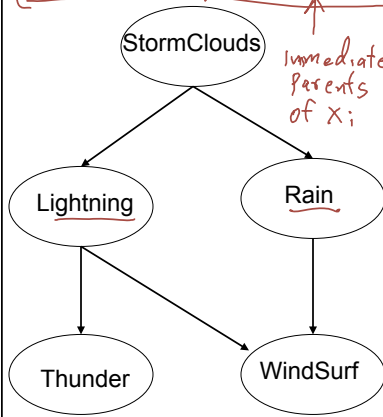 StormClouds
Immediate
Parents
of Xi
Lightning
Rain
Thunder
WindSurf